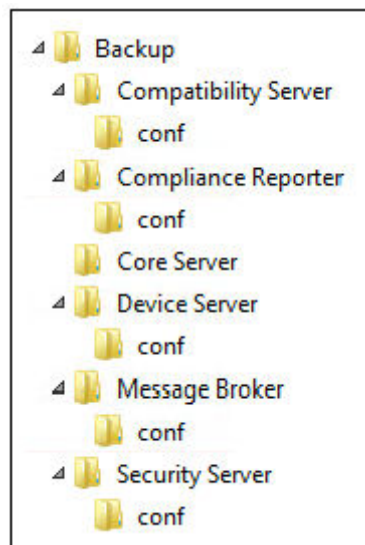 Backup
Compatibility Server
conf
Compliance Reporter
conf
Core Server
Device Server
conf
Message Broker
conf
Security Server
conf